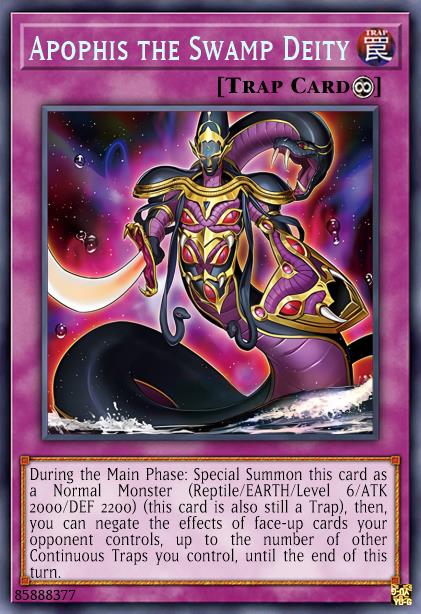 Apophis the Swamp Deity
TRAP
罠
[Trap Card]
During the Main Phase: Special Summon this card as
a Normal Monster (Reptile/EARTH/Level 6/ATK
2000/DEF 2200) (this card is also still a Trap), then,
you can negate the effects of face-up cards your
opponent controls, up to the number of other
Continuous Traps you control, until the end of this
turn.
85888377